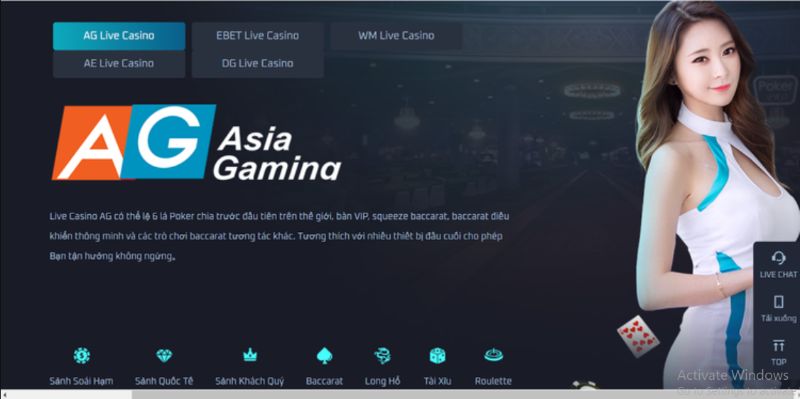 AG Live Casino
EBET Live Casino
WM Live Casino
AE Live Casino
DG Live Casino
AG
Asia
Gaming
Live Casino AG có thể lệ 6 lá Poker chia trước đầu tiên trên thế giới, bàn VIP, squeeze baccarat, baccarat điều
khiển thông minh và các trò chơi baccarat tương tác khác. Tương thích với nhiều thiết bị đầu cuối cho phép
Bạn tận hưởng không ngừng。
Poker
LIVE CHAT
Tải xuống
TOP
Activate Windows
Go to Settings to activate
Sảnh Soái Hạm
Sảnh Quốc Tế
Sảnh Khách Quý
Baccarat
Long Hổ
Tài Xỉu
Roulette